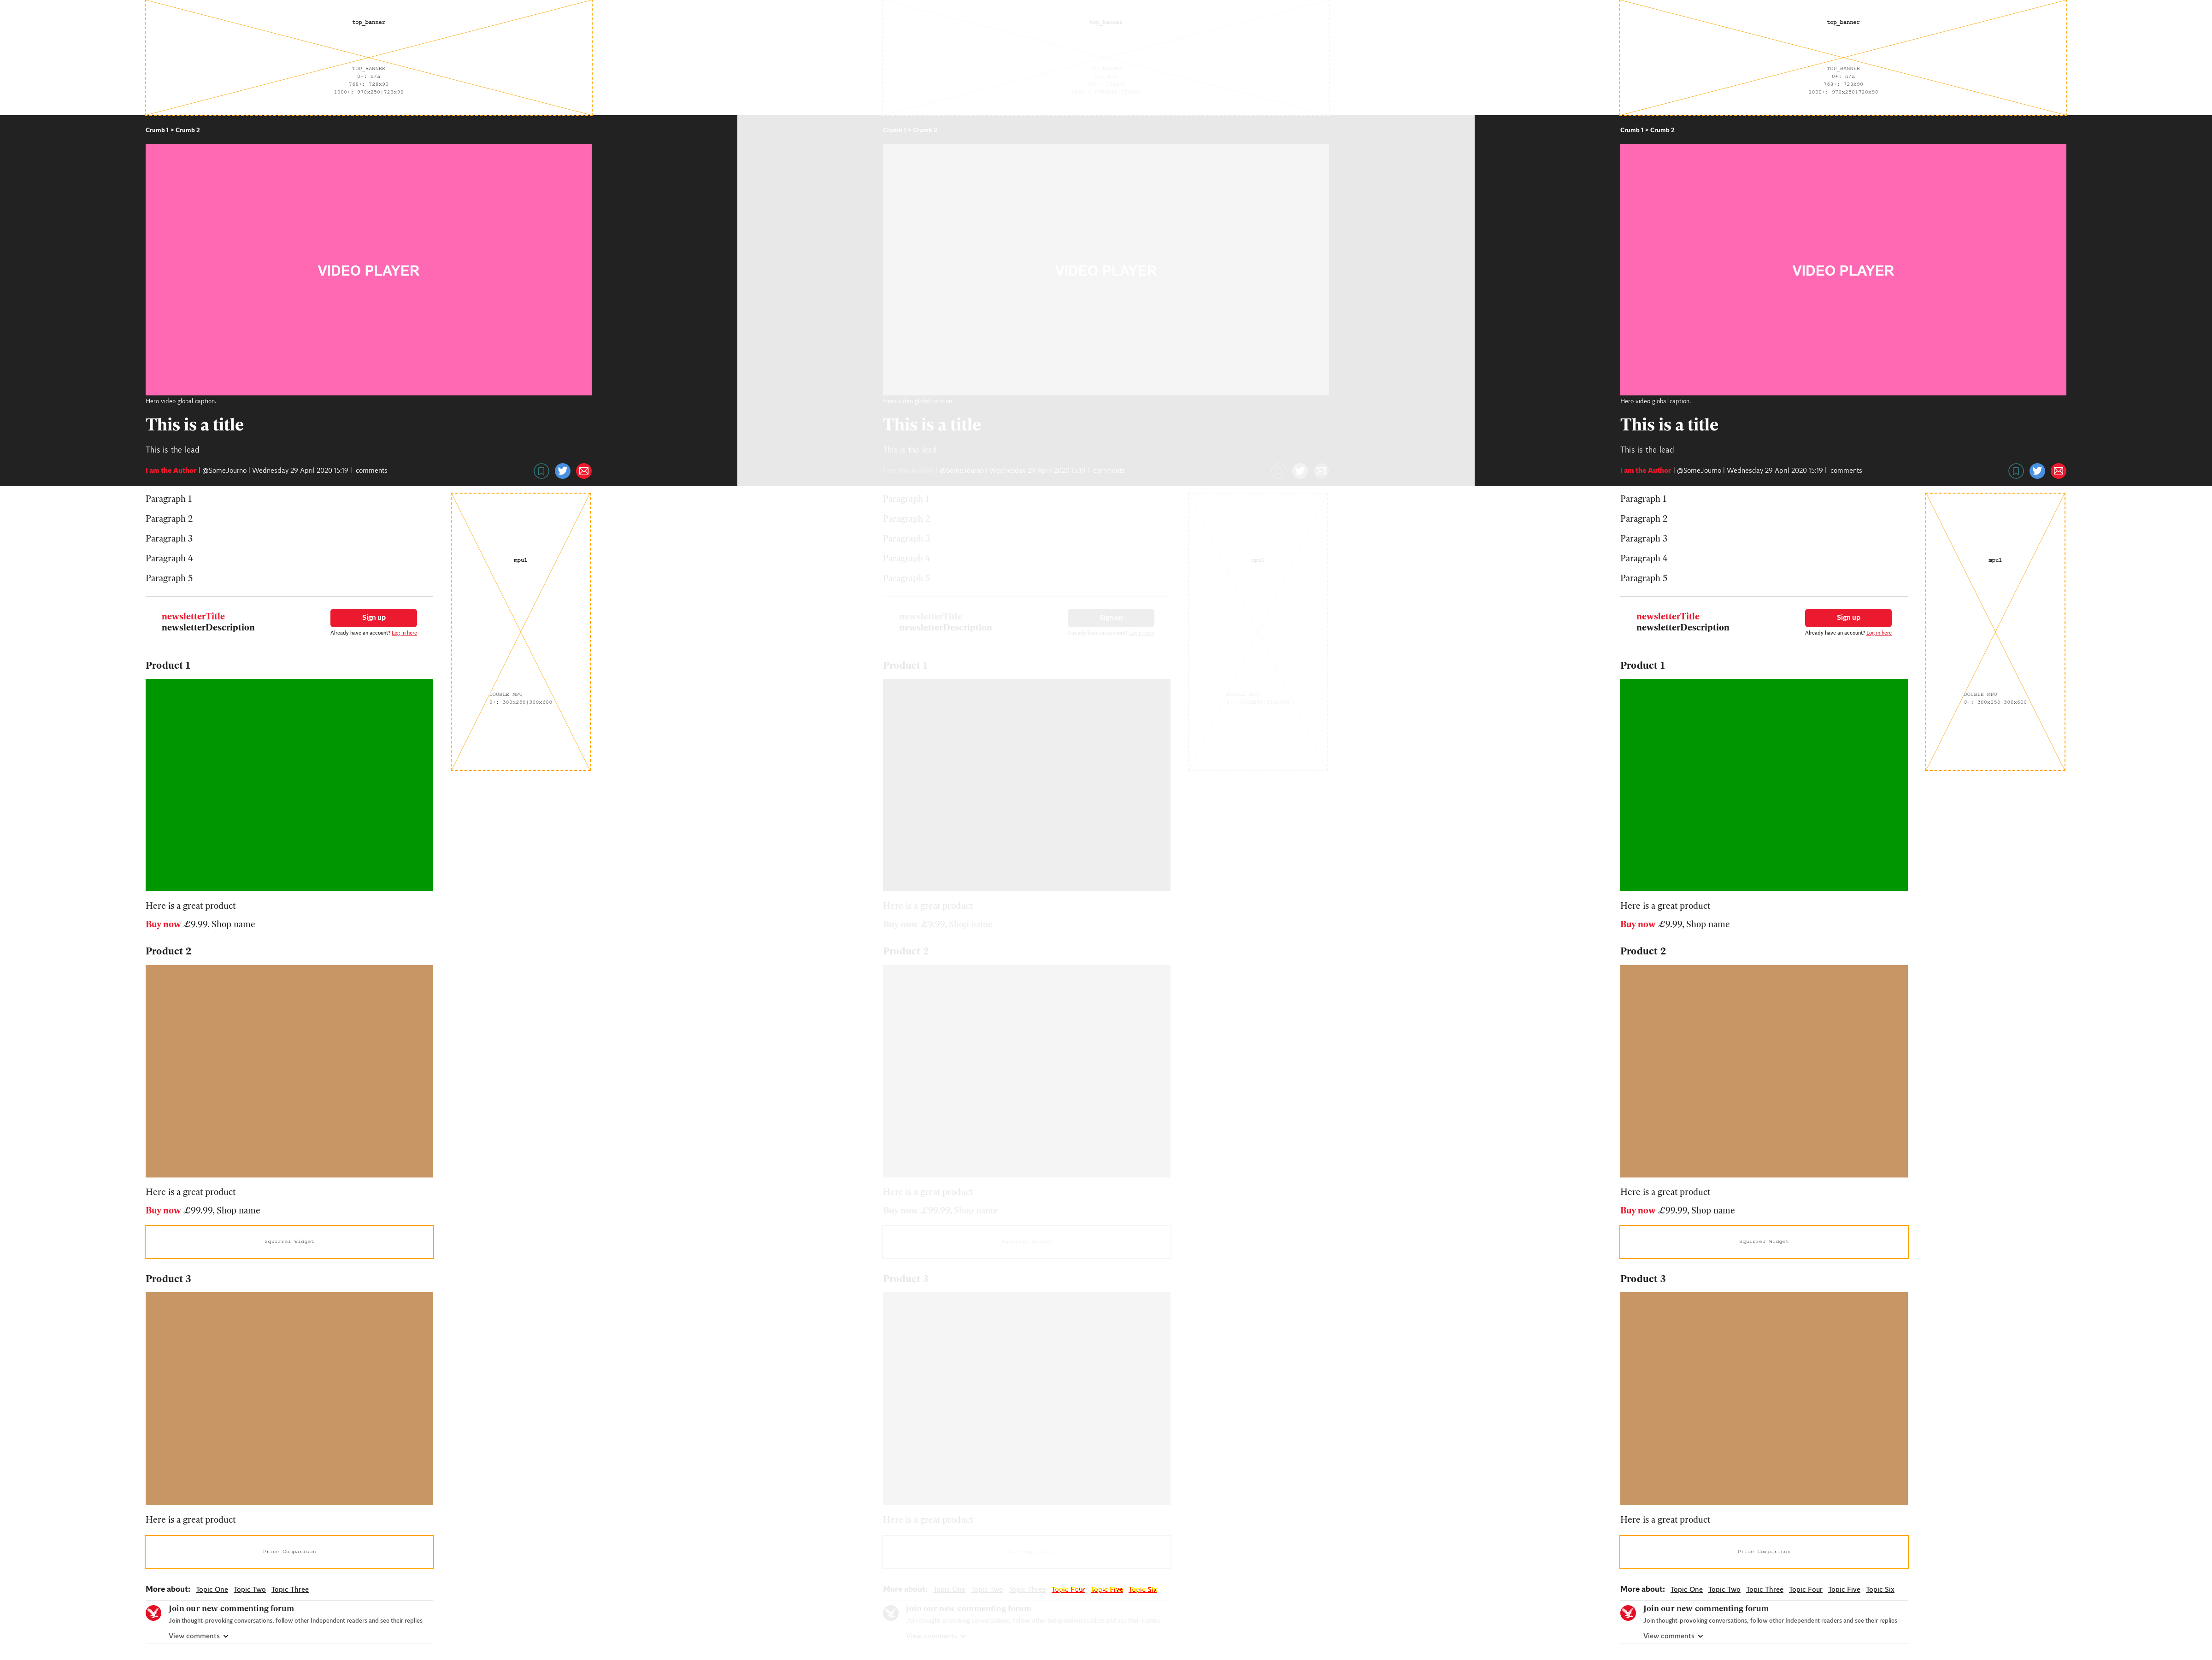 top_banner
TOP_BANNER
0+: n/a
768+: 728x90
1000+: 970x250|728x90
Crumb 1 > Crumb 2
VIDEO PLAYER
Hero video global caption.
This is a title
This is the lead
I am the Author | @SomeJourno | Wednesday 29 April 2020 15:19 | comments
Paragraph 1
Paragraph 2
Paragraph 3
Paragraph 4
Paragraph 5
mpu1
DOUBLE_MPU
0+: 300x250|300x600
newsletterTitle
newsletterDescription
Sign up
Already have an account? Log in here
Product 1
Here is a great product
Buy now £9.99, Shop name
Product 2
Here is a great product
Buy now £99.99, Shop name
Squirrel Widget
Product 3
Here is a great product
Price Comparison
More about: Topic One Topic Two Topic Three
Join our new commenting forum
Join thought-provoking conversations, follow other Independent readers and see their replies
View comments
top_banner
Crumb 1 > Crumb 2
VIDEO PLAYER
Hero video global caption.
This is a title
This is the lead
I am the Author | @SomeJourno | Wednesday 29 April 2020 15:19 | comments
Paragraph 1
Paragraph 2
Paragraph 3
Paragraph 4
Paragraph 5
mpu1
newsletterTitle
newsletterDescription
Sign up
Already have an account? Log in here
Product 1
Here is a great product
Buy now £9.99, Shop name
Product 2
Here is a great product
Buy now £99.99, Shop name
Product 3
Here is a great product
More about: Topic One Topic Two Topic Three Topic Four Topic Five Topic Six
Join our new commenting forum
Join thought-provoking conversations, follow other Independent readers and see their replies
View comments
top_banner
TOP_BANNER
0+: n/a
768+: 728x90
1000+: 970x250|728x90
Crumb 1 > Crumb 2
VIDEO PLAYER
Hero video global caption.
This is a title
This is the lead
I am the Author | @SomeJourno | Wednesday 29 April 2020 15:19 | comments
Paragraph 1
Paragraph 2
Paragraph 3
Paragraph 4
Paragraph 5
mpu1
DOUBLE_MPU
0+: 300x250|300x600
newsletterTitle
newsletterDescription
Sign up
Already have an account? Log in here
Product 1
Here is a great product
Buy now £9.99, Shop name
Product 2
Here is a great product
Buy now £99.99, Shop name
Squirrel Widget
Product 3
Here is a great product
Price Comparison
More about: Topic One Topic Two Topic Three Topic Four Topic Five Topic Six
Join our new commenting forum
Join thought-provoking conversations, follow other Independent readers and see their replies
View comments